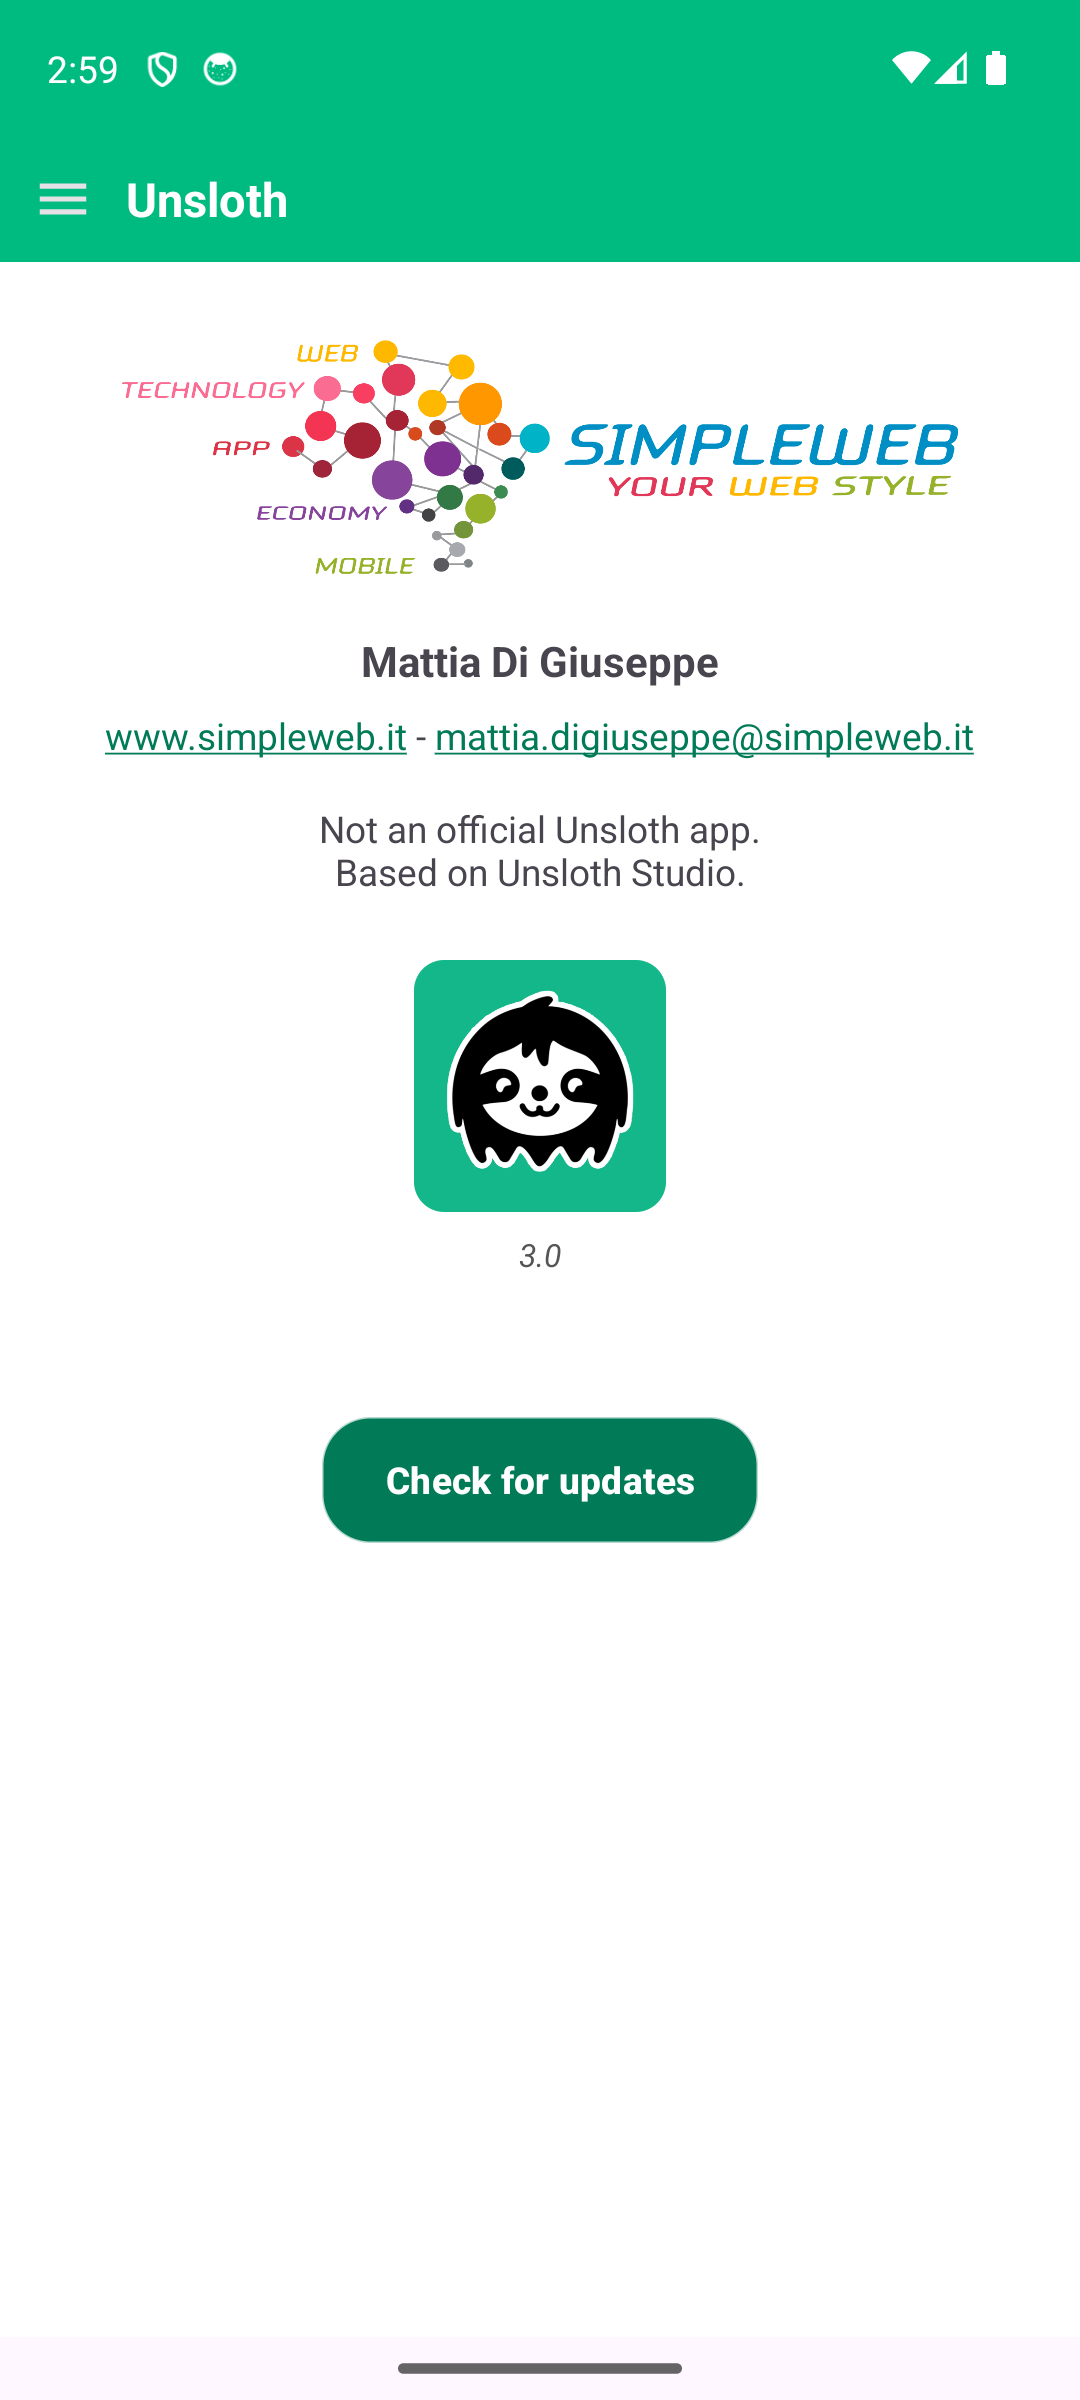 2:59
Unsloth
WEB
TECHNOLOGY
APP
ECONOMY
MOBILE
SIMPLEWEB
YOUR WEB STYLE
Mattia Di Giuseppe
www.simpleweb.it - mattia.digiuseppe@simpleweb.it
Not an official Unsloth app.
Based on Unsloth Studio.
3.0
Check for updates